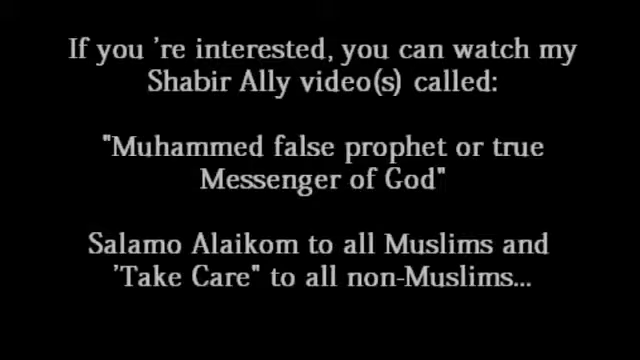 If you 're interested, you can watch my
Shabir Ally video(s) called:
"Muhammed false prophet or true
Messenger of God"
Salamo Alaikom to all Muslims and
'Take Care" to all non-Muslims...